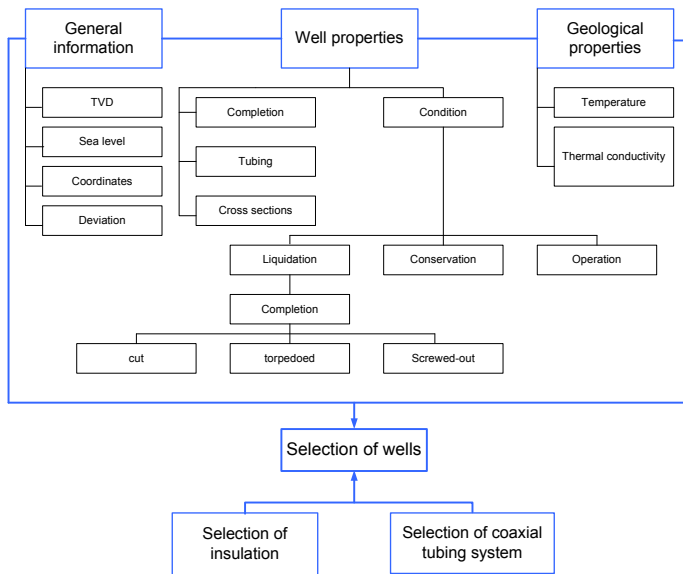 General
information
Well properties
Geological
properties
TVD
Sea level
Coordinates
Deviation
Completion
Tubing
Cross sections
Condition
Temperature
Thermal conductivity
Liquidation
Conservation
Operation
Completion
cut
torpedoed
Screwed-out
Selection of wells
Selection of
insulation
Selection of coaxial
tubing system